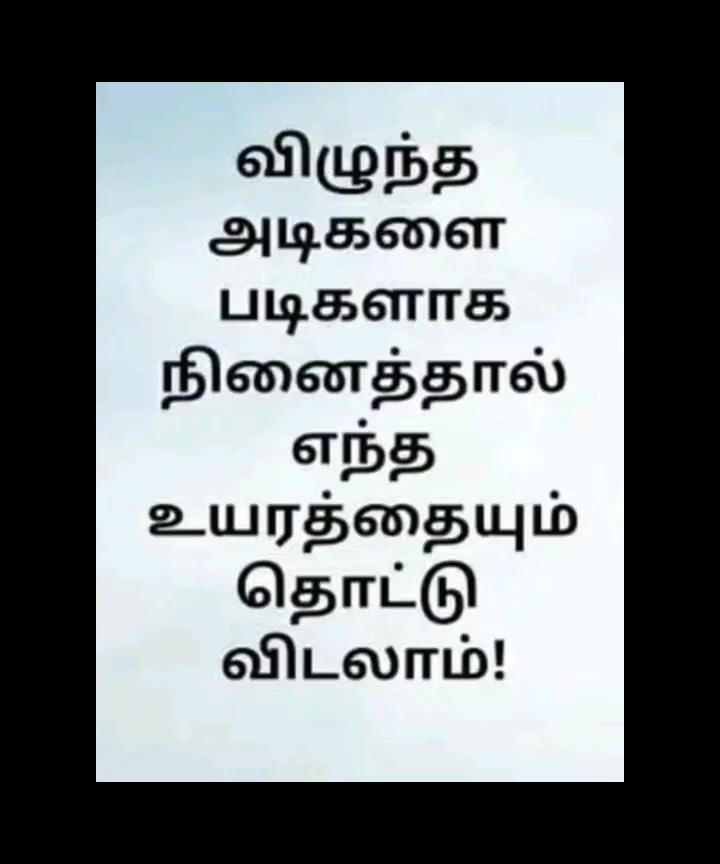 விழுந்த
அடிகளை
படிகளாக
நினைத்தால்
எந்த
உயரத்தையும்
தொட்டு
விடலாம்!